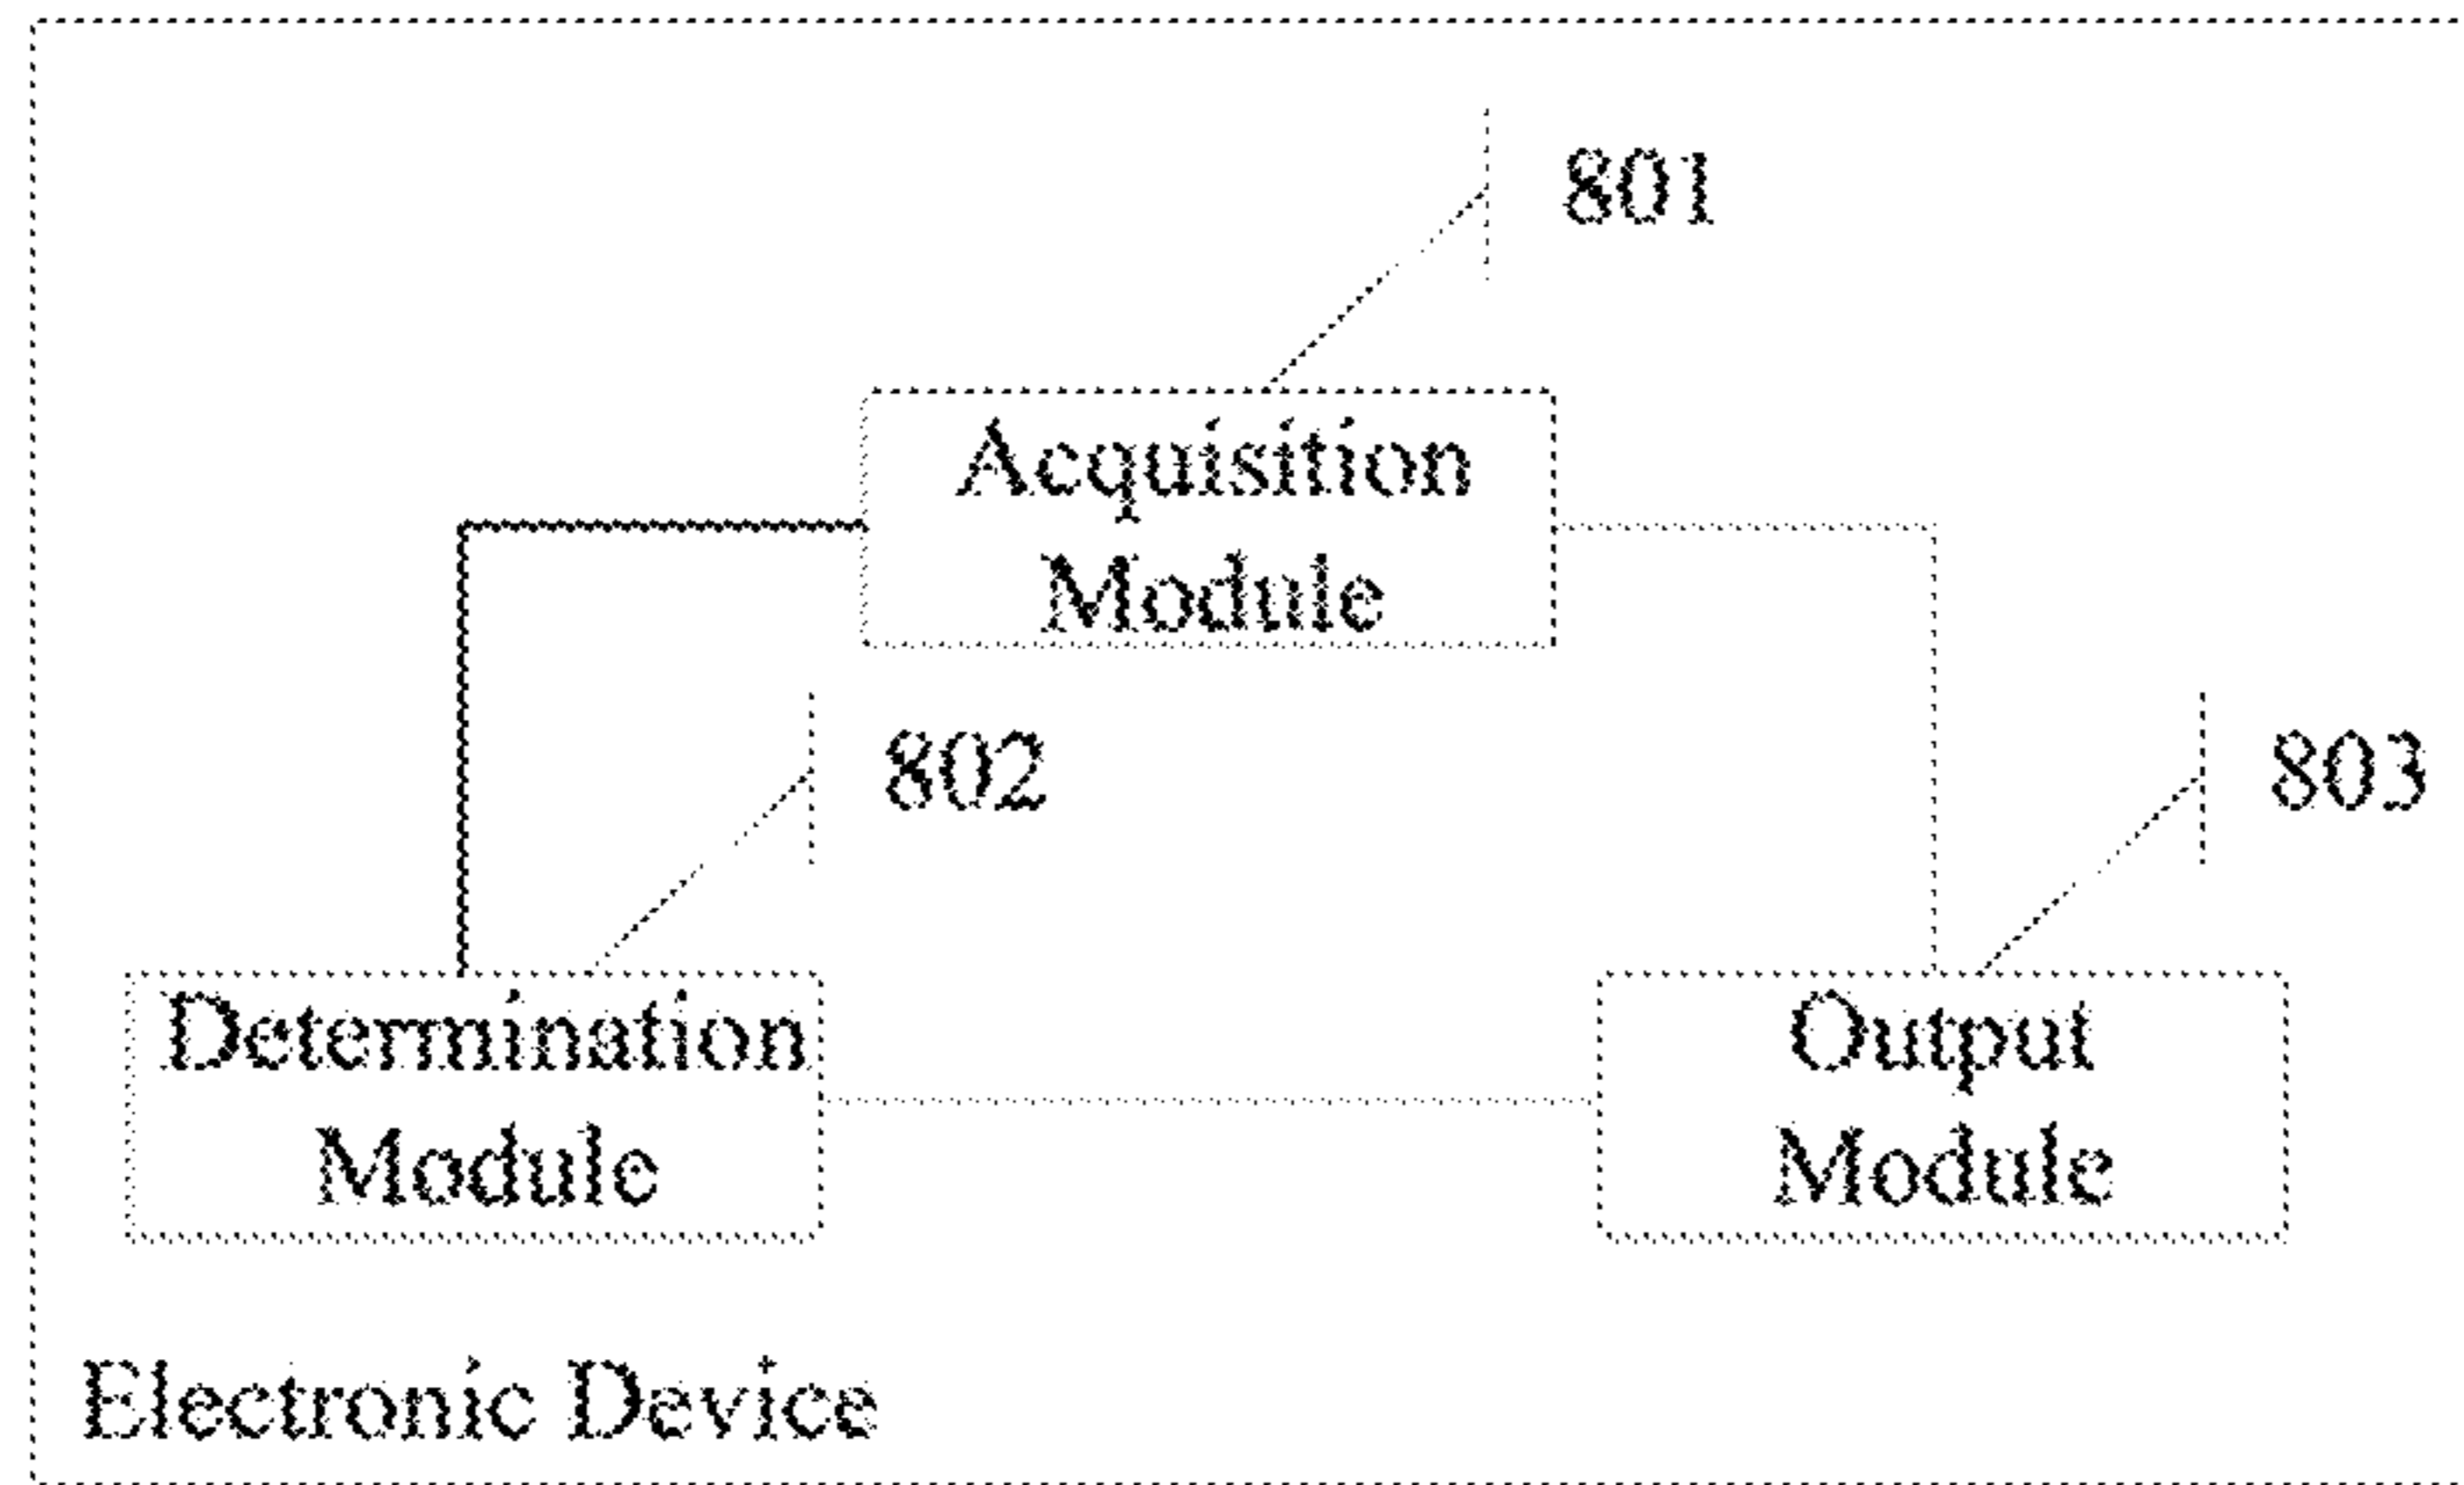 801
Acquisition
Module
802
803
Determination
Module
Output
Module
Electronic Device